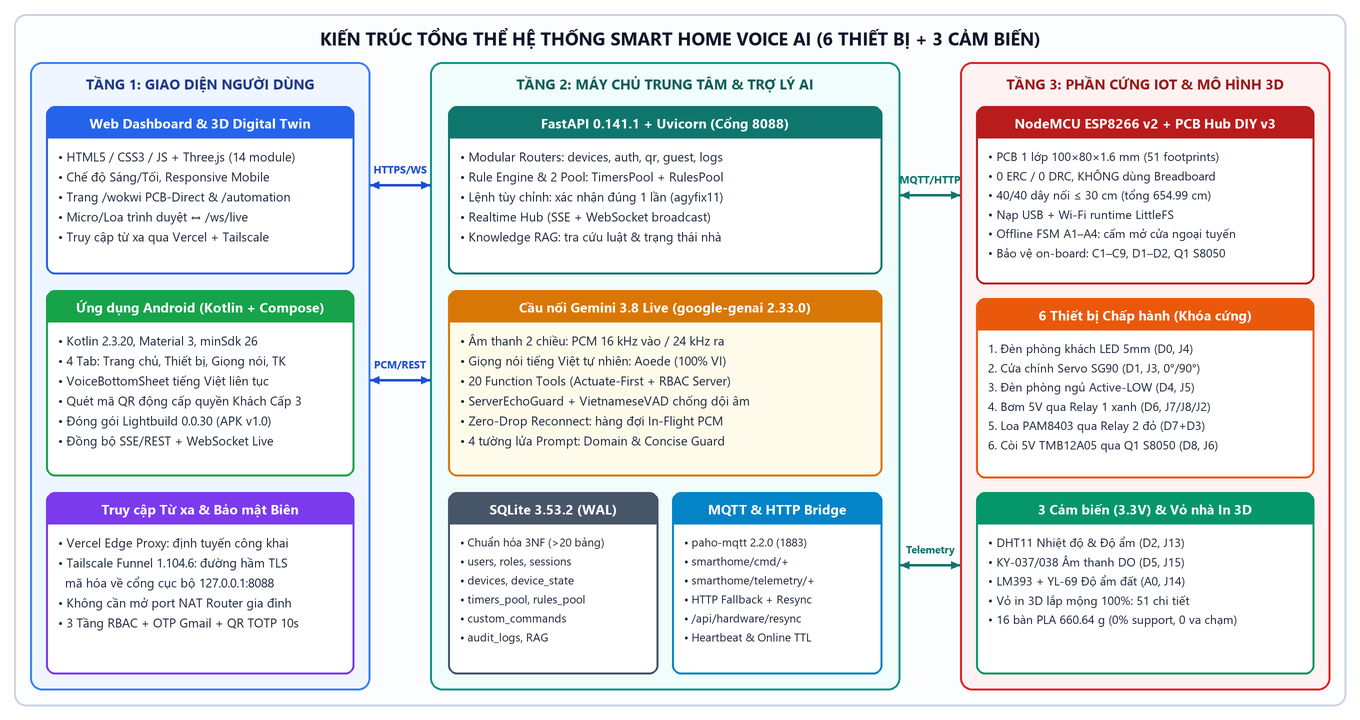 KIẾN TRÚC TỔNG THỂ HỆ THỐNG SMART HOME VOICE AI (6 THIẾT BỊ + 3 CẢM BIẾN)
TẦNG 1: GIAO DIỆN NGƯỜI DÙNG
Web Dashboard & 3D Digital Twin
• HTML5 / CSS3 / JS + Three.js (14 module)
• Chế độ Sáng/Tối, Responsive Mobile
• Trang /wokwi PCB-Direct & /automation
• Micro/Loa trình duyệt ↔ /ws/live
• Truy cập từ xa qua Vercel + Tailscale
Ứng dụng Android (Kotlin + Compose)
• Kotlin 2.3.20, Material 3, minSdk 26
• 4 Tab: Trang chủ, Thiết bị, Giọng nói, TK
• VoiceBottomSheet tiếng Việt liên tục
• Quét mã QR động cấp quyền Khách Cấp 3
• Đóng gói Lightbuild 0.0.30 (APK v1.0)
• Đồng bộ SSE/REST + WebSocket Live
Truy cập Từ xa & Bảo mật Biên
• Vercel Edge Proxy: định tuyến công khai
• Tailscale Funnel 1.104.6: đường hầm TLS
mã hóa về cổng cục bộ 127.0.0.1:8088
• Không cần mở port NAT Router gia đình
• 3 Tầng RBAC + OTP Gmail + QR TOTP 10s
HTTPS/WS
PCM/REST
TẦNG 2: MÁY CHỦ TRUNG TÂM & TRỢ LÝ AI
FastAPI 0.141.1 + Uvicorn (Cổng 8088)
• Modular Routers: devices, auth, qr, guest, logs
• Rule Engine & 2 Pool: TimersPool + RulesPool
• Lệnh tùy chỉnh: xác nhận đúng 1 lần (agyfix11)
• Realtime Hub (SSE + WebSocket broadcast)
• Knowledge RAG: tra cứu luật & trạng thái nhà
Cầu nối Gemini 3.8 Live (google-genai 2.33.0)
• Âm thanh 2 chiều: PCM 16 kHz vào / 24 kHz ra
• Giọng nói tiếng Việt tự nhiên: Aoede (100% VI)
• 20 Function Tools (Actuate-First + RBAC Server)
• ServerEchoGuard + VietnameseVAD chống dội âm
• Zero-Drop Reconnect: hàng đợi In-Flight PCM
• 4 tường lửa Prompt: Domain & Concise Guard
SQLite 3.53.2 (WAL)
• Chuẩn hóa 3NF (>20 bảng)
• users, roles, sessions
• devices, device_state
• timers_pool, rules_pool
• custom_commands
• audit_logs, RAG
MQTT & HTTP Bridge
• paho-mqtt 2.2.0 (1883)
• smarthome/cmd/+
• smarthome/telemetry/+
• HTTP Fallback + Resync
• /api/hardware/resync
• Heartbeat & Online TTL
MQTT/HTTP
Telemetry
TẦNG 3: PHẦN CỨNG IOT & MÔ HÌNH 3D
NodeMCU ESP8266 v2 + PCB Hub DIY v3
• PCB 1 lớp 100×80×1.6 mm (51 footprints)
• 0 ERC / 0 DRC, KHÔNG dùng Breadboard
• 40/40 dây nối ≤ 30 cm (tổng 654.99 cm)
• Nạp USB + Wi-Fi runtime LittleFS
• Offline FSM A1–A4: cấm mở cửa ngoại tuyến
• Bảo vệ on-board: C1–C9, D1–D2, Q1 S8050
6 Thiết bị Chấp hành (Khóa cứng)
1. Đèn phòng khách LED 5mm (D0, J4)
2. Cửa chính Servo SG90 (D1, J3, 0°/90°)
3. Đèn phòng ngủ Active-LOW (D4, J5)
4. Bơm 5V qua Relay 1 xanh (D6, J7/J8/J2)
5. Loa PAM8403 qua Relay 2 đỏ (D7+D3)
6. Còi 5V TMB12A05 qua Q1 S8050 (D8, J6)
3 Cảm biến (3.3V) & Vỏ nhà In 3D
• DHT11 Nhiệt độ & Độ ẩm (D2, J13)
• KY-037/038 Âm thanh DO (D5, J15)
• LM393 + YL-69 Độ ẩm đất (A0, J14)
• Vỏ in 3D lắp mộng 100%: 51 chi tiết
• 16 bàn PLA 660.64 g (0% support, 0 va chạm)